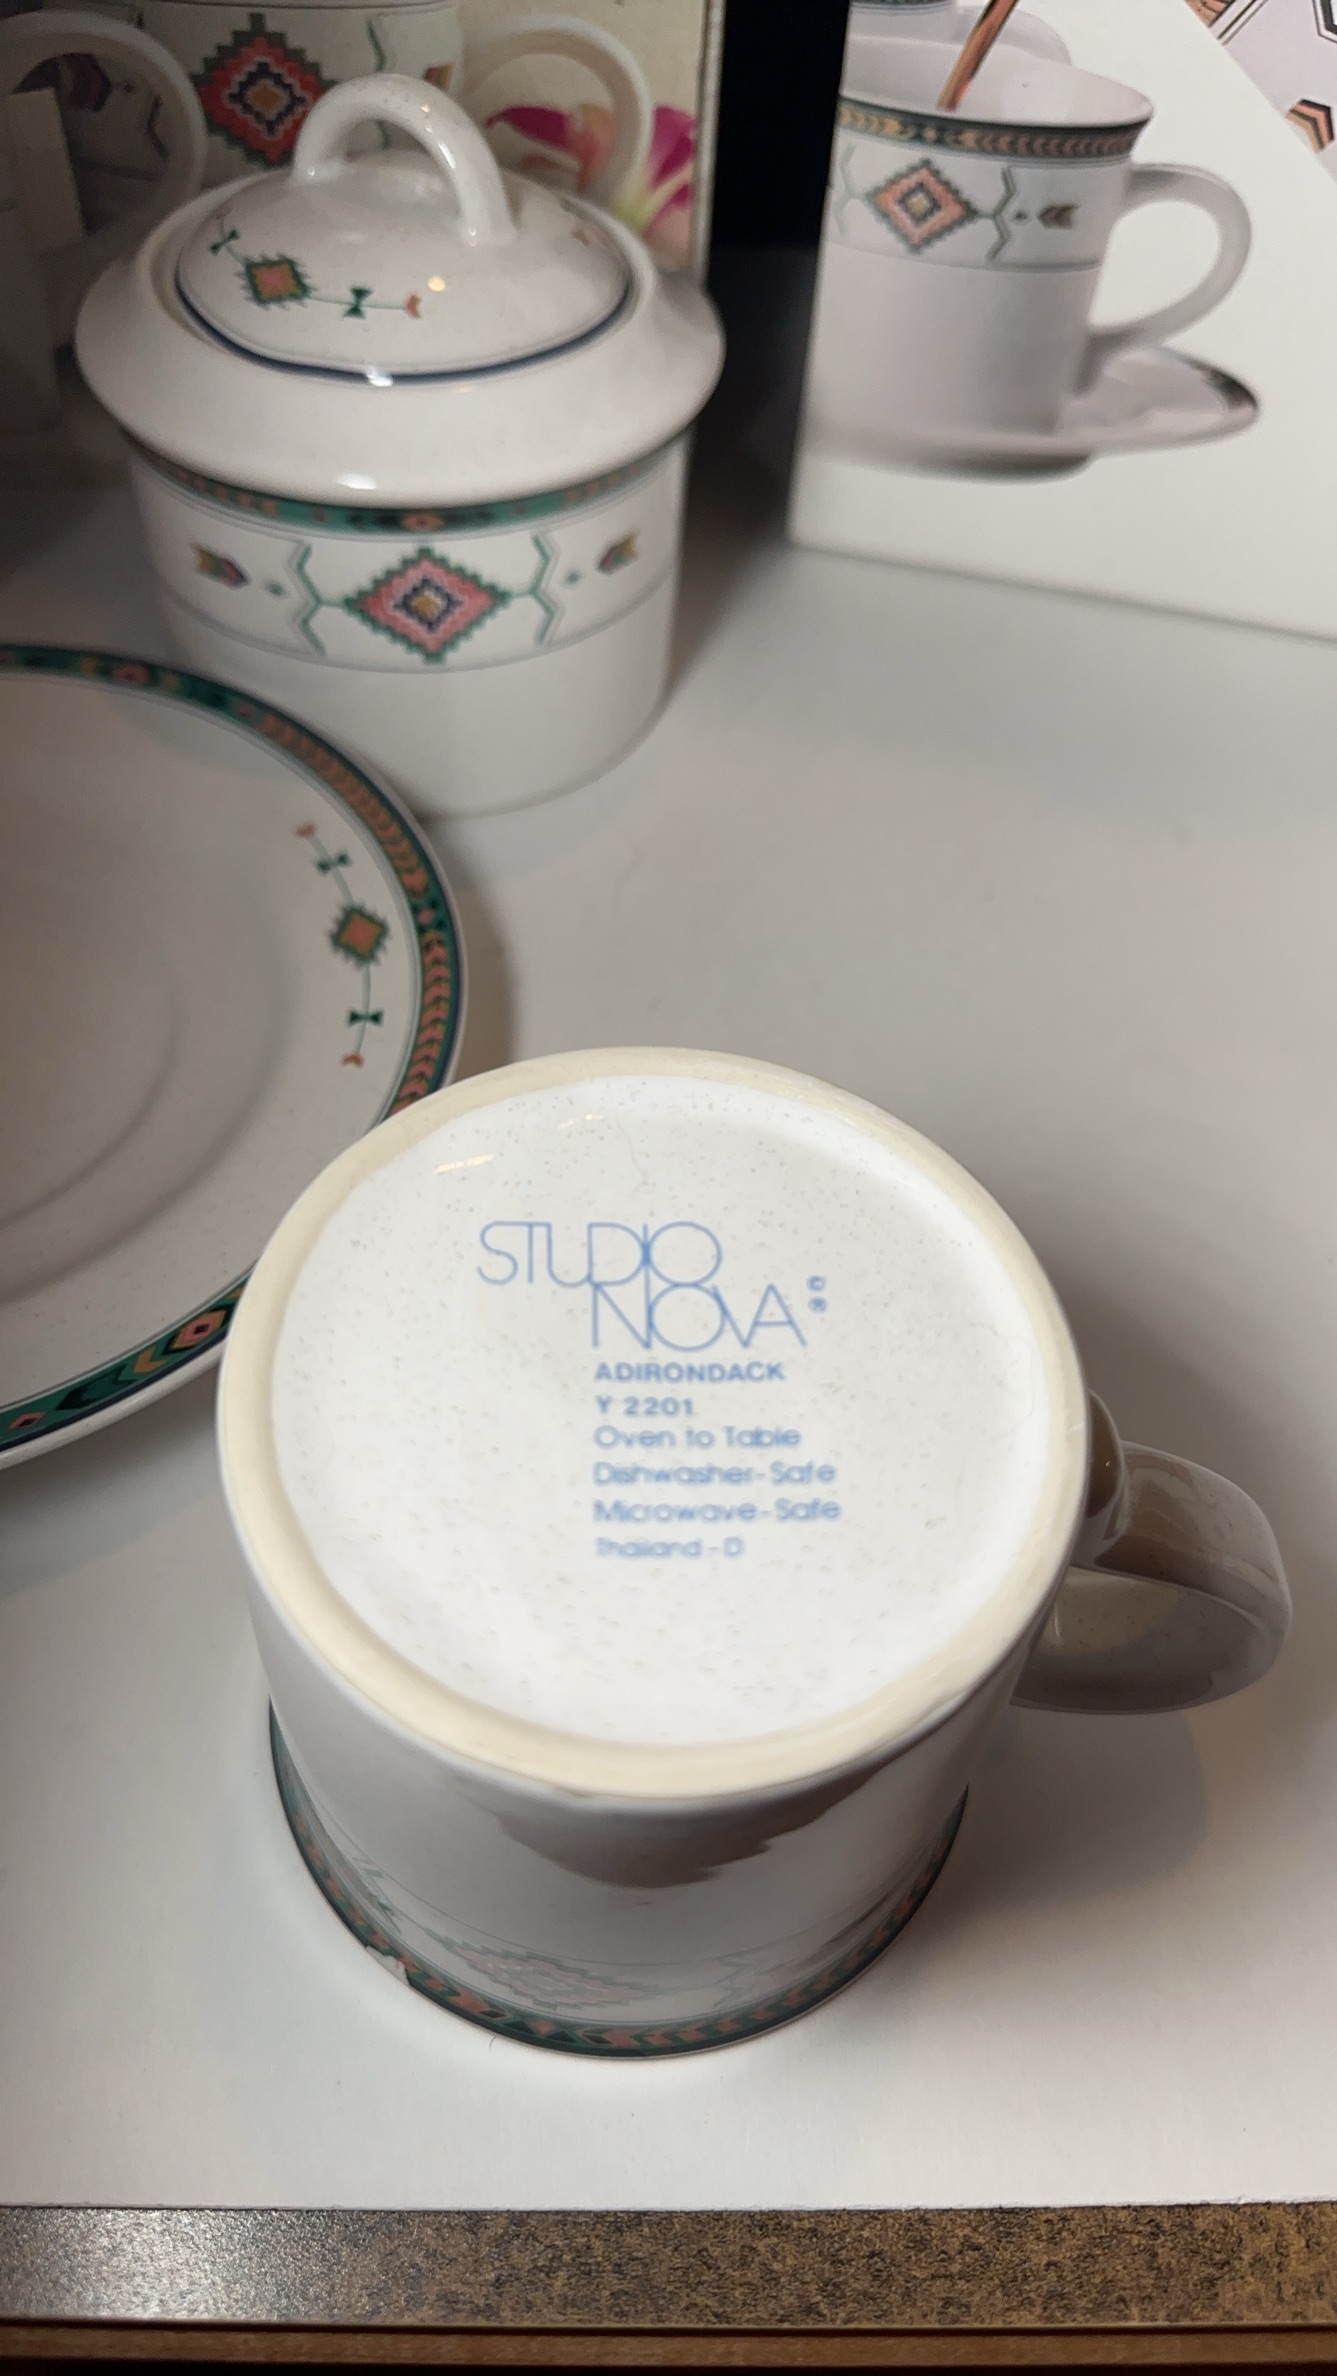 STUDIO
NOVA ©
®
ADIRONDACK
Y 2201
Oven to Table
Dishwasher-Safe
Microwave-Safe
Thailand - D